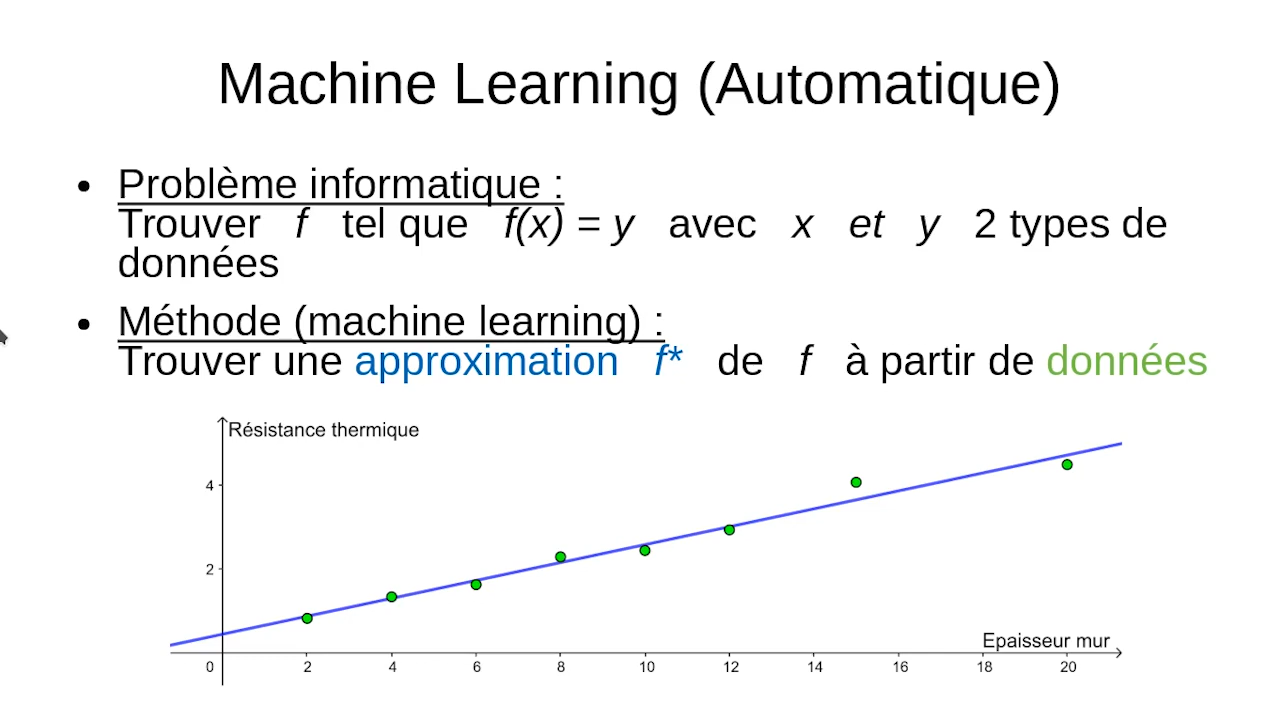 Machine Learning (Automatique)
• Problème informatique :
Trouver f tel que f(x) = y avec x et y 2 types de
données
• Méthode (machine learning) :
Trouver une approximation f* de f à partir de données
Résistance thermique
4
2
Epaisseur mur
0 2 4 6 8 10 12 14 16 18 20